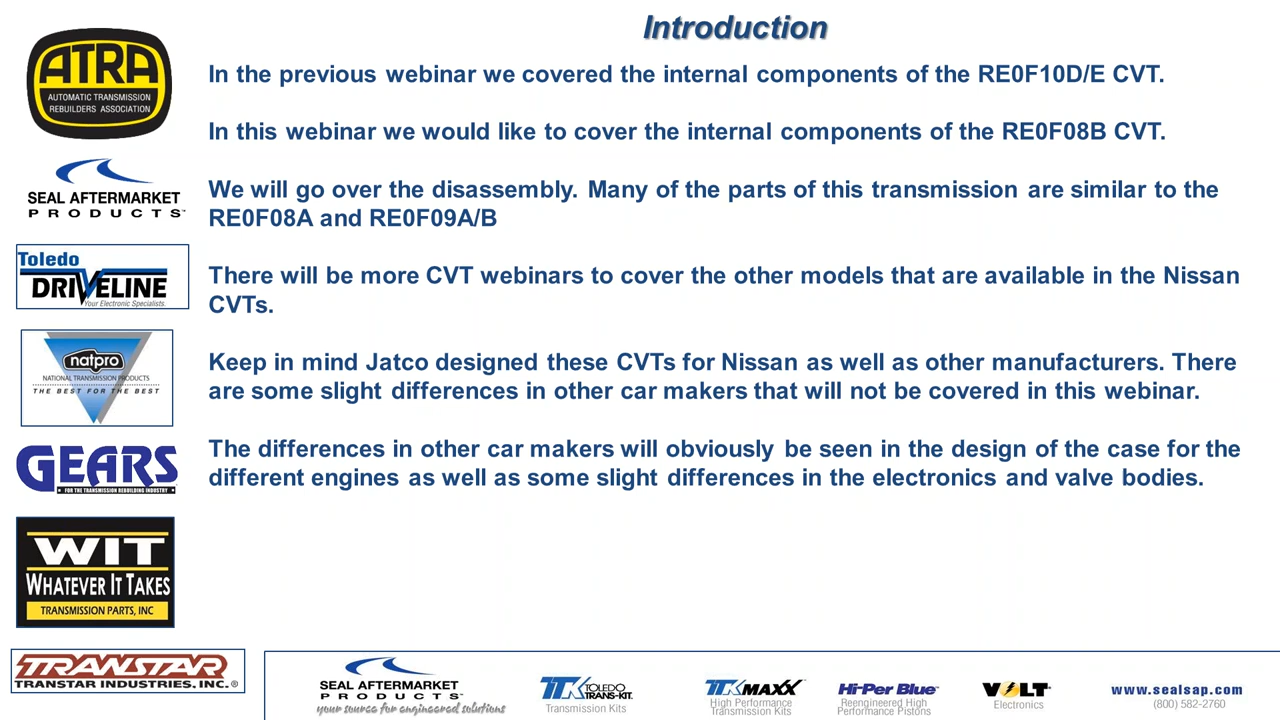 Introduction
ATRA
AUTOMATIC TRANSMISSION
REBUILDERS ASSOCIATION
SEAL AFTERMARKET
PRODUCTS™
Toledo
DRIVELINE
Your Electronic Specialists.
natpro
NATIONAL TRANSMISSION PRODUCTS
THE BEST FOR THE BEST
GEARS
FOR THE TRANSMISSION REBUILDING INDUSTRY
WIT
WHATEVER IT TAKES
TRANSMISSION PARTS, INC
TRANSTAR
TRANSTAR INDUSTRIES, INC.®
In the previous webinar we covered the internal components of the RE0F10D/E CVT.
In this webinar we would like to cover the internal components of the RE0F08B CVT.
We will go over the disassembly. Many of the parts of this transmission are similar to the
RE0F08A and RE0F09A/B
There will be more CVT webinars to cover the other models that are available in the Nissan
CVTs.
Keep in mind Jatco designed these CVTs for Nissan as well as other manufacturers. There
are some slight differences in other car makers that will not be covered in this webinar.
The differences in other car makers will obviously be seen in the design of the case for the
different engines as well as some slight differences in the electronics and valve bodies.
SEAL AFTERMARKET
PRODUCTS™
your source for engineered solutions
TTK TOLEDO
TRANS-KIT.
Transmission Kits
TTK MAXX
High Performance
Transmission Kits
Hi-Per Blue™
Reengineered High
Performance Pistons
VOLT
Electronics
www.sealsap.com
(800) 582-2760